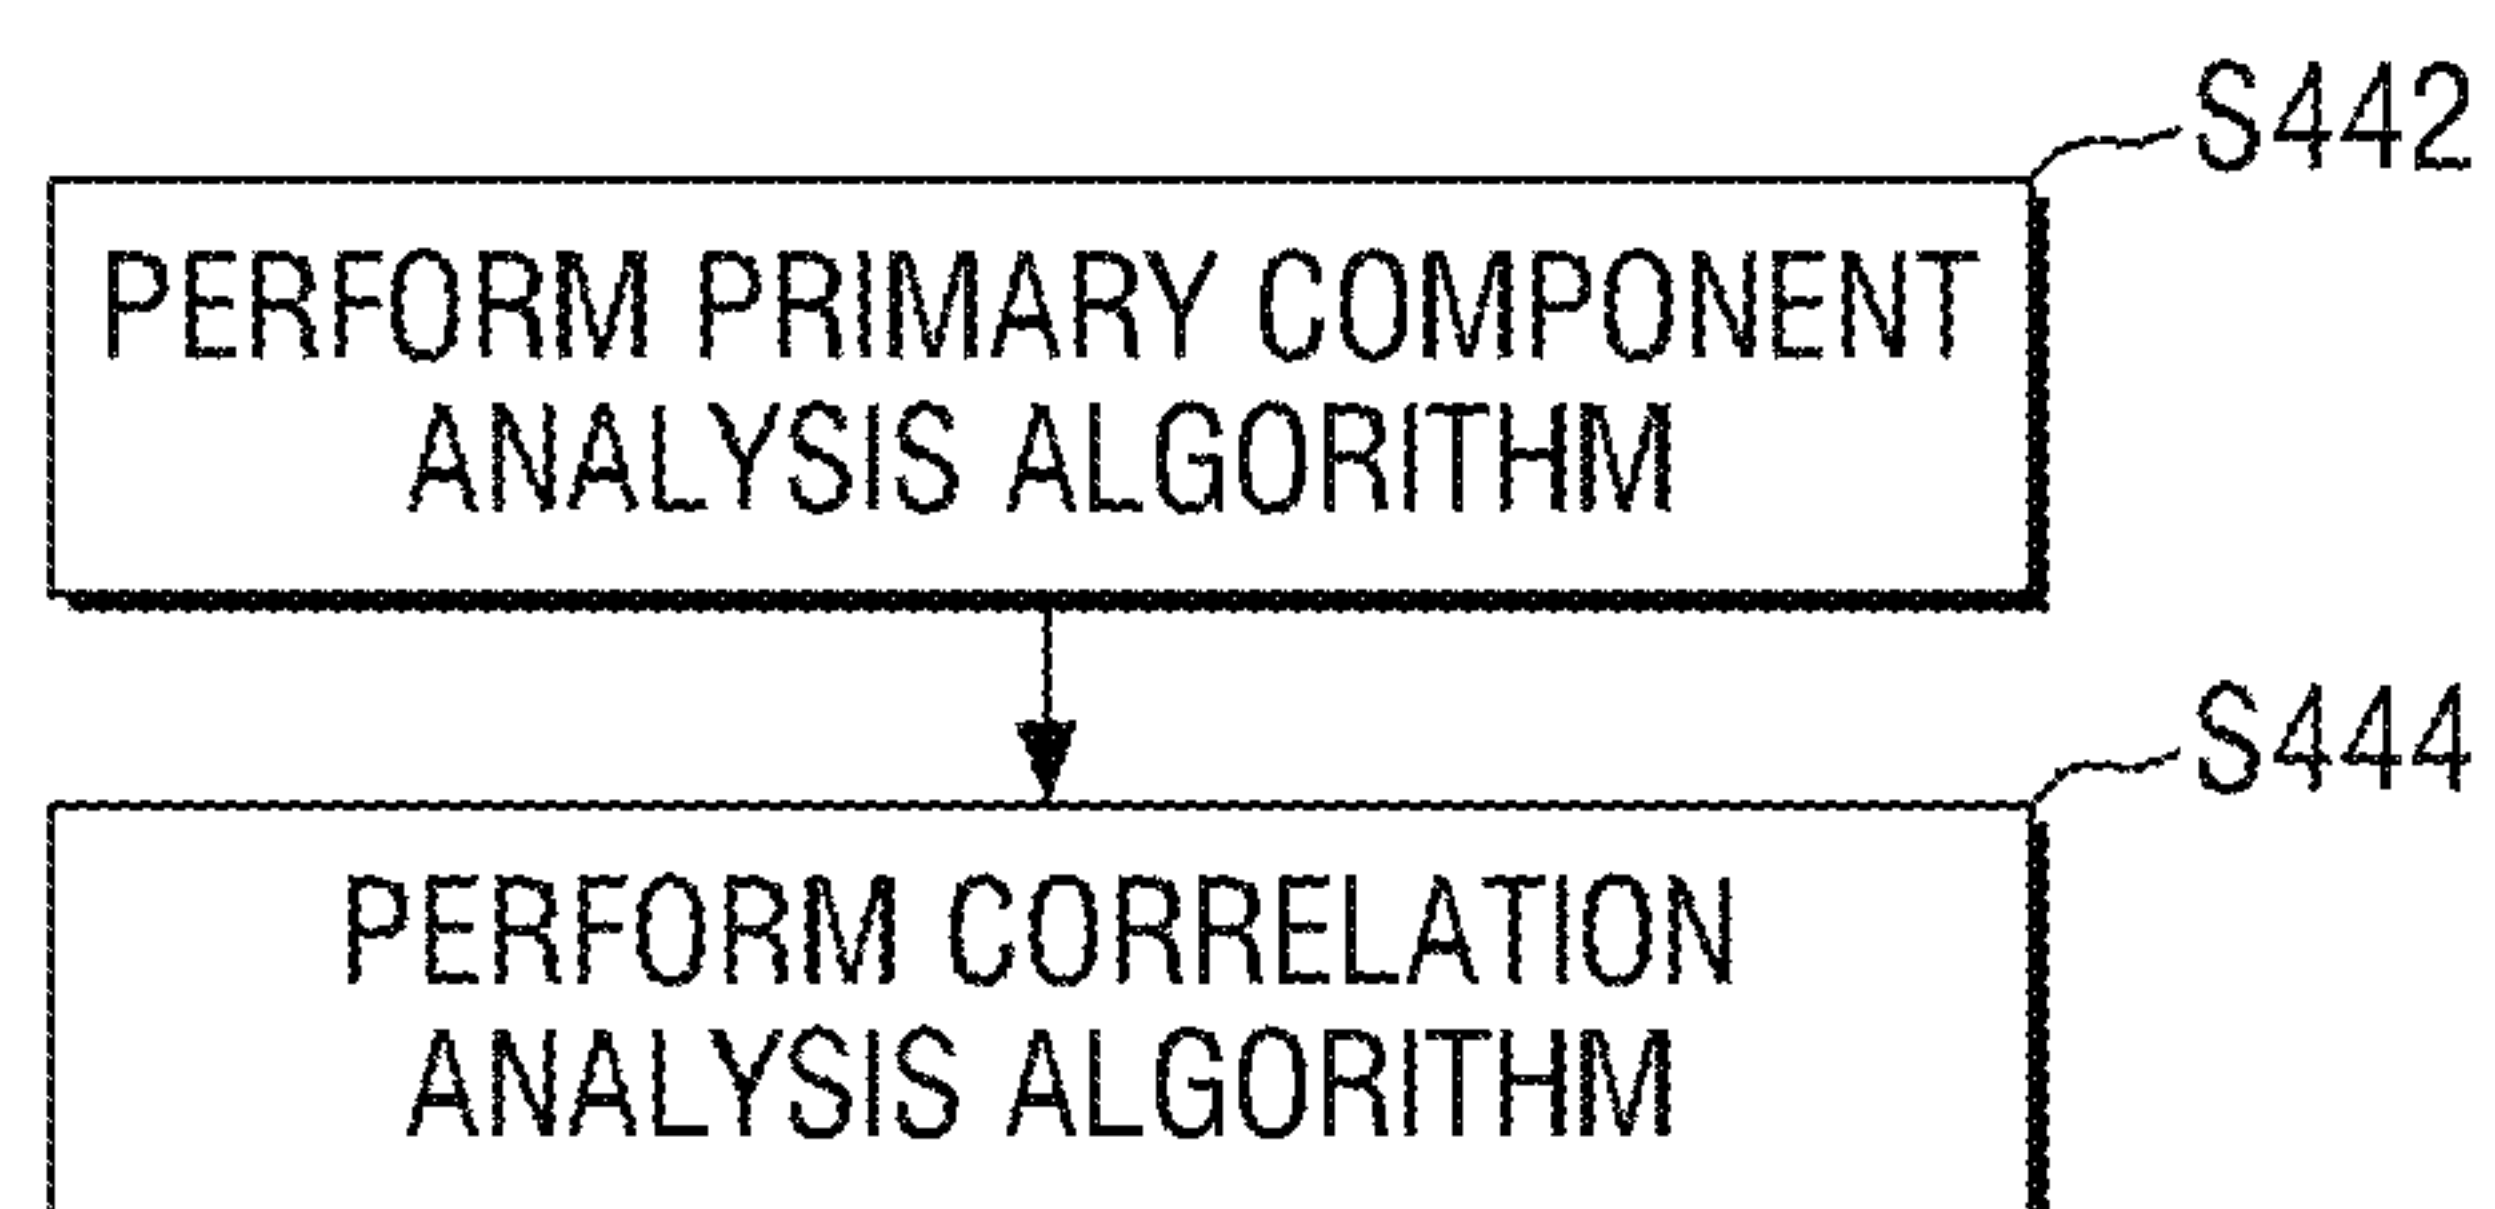 S442
PERFORM PRIMARY COMPONENT
ANALYSIS ALGORITHM
S444
PERFORM CORRELATION
ANALYSIS ALGORITHM